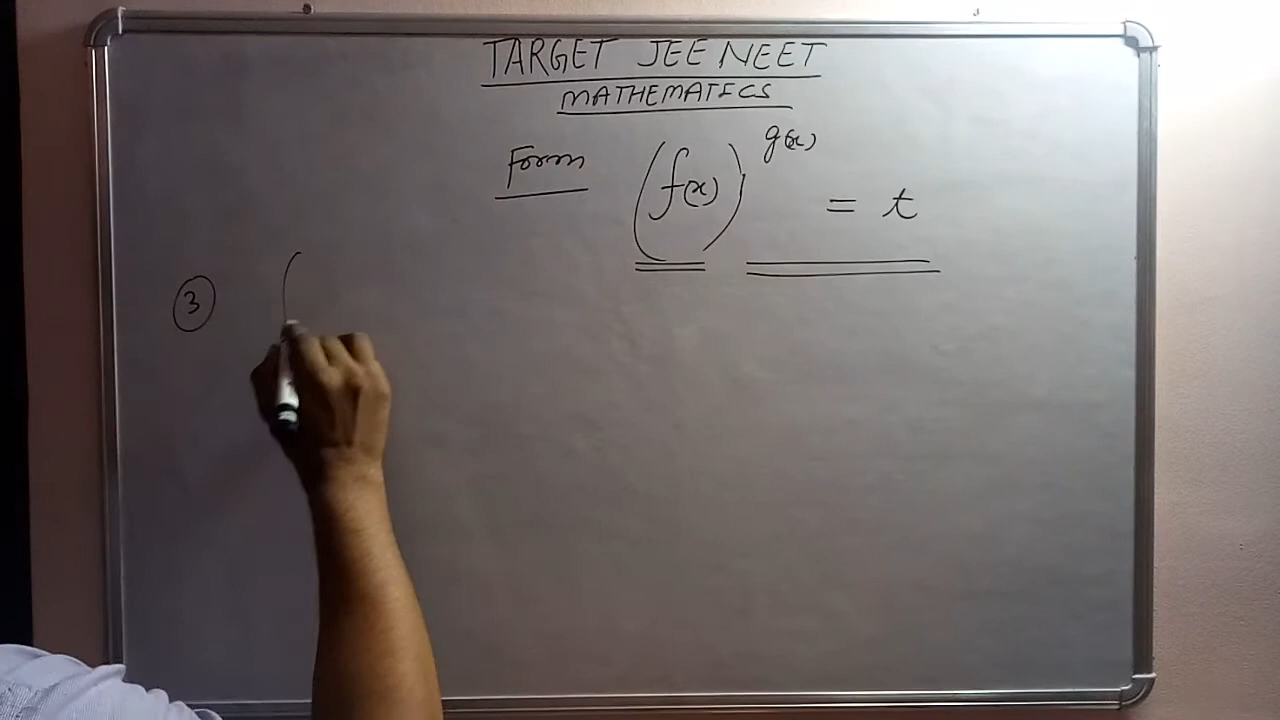 TARGET JEE NEET
MATHEMATICS
Form (f(x))^{g(x)} = t
③ (